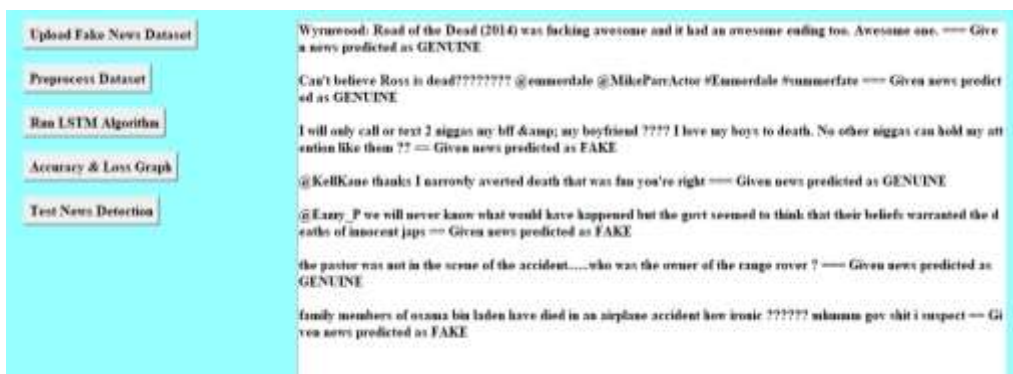 Upload Fake News Dataset
Preprocess Dataset
Run LSTM Algorithm
Accuracy & Loss Graph
Test News Detection
Wyrmwood: Road of the Dead (2014) was fucking awesome and it had an awesome ending too. Awesome one. === Give
n news predicted as GENUINE
Can't believe Ross is dead???????? @emmerdale @MikeParrActor #Emmerdale #summerfate === Given news predict
ed as GENUINE
I will only call or text 2 niggas my bff &amp; my boyfriend ???? I love my boys to death. No other niggas can hold my att
ention like them ?? == Given news predicted as FAKE
@KellKane thanks I narrowly averted death that was fun you're right === Given news predicted as GENUINE
@Eazzy_P we will never know what would have happened but the govt seemed to think that their beliefs warranted the d
eaths of innocent japs == Given news predicted as FAKE
the pastor was not in the scene of the accident......who was the owner of the range rover ? === Given news predicted as
GENUINE
family members of osama bin laden have died in an airplane accident how ironic ?????? mhmmm gov shit i suspect == Gi
ven news predicted as FAKE